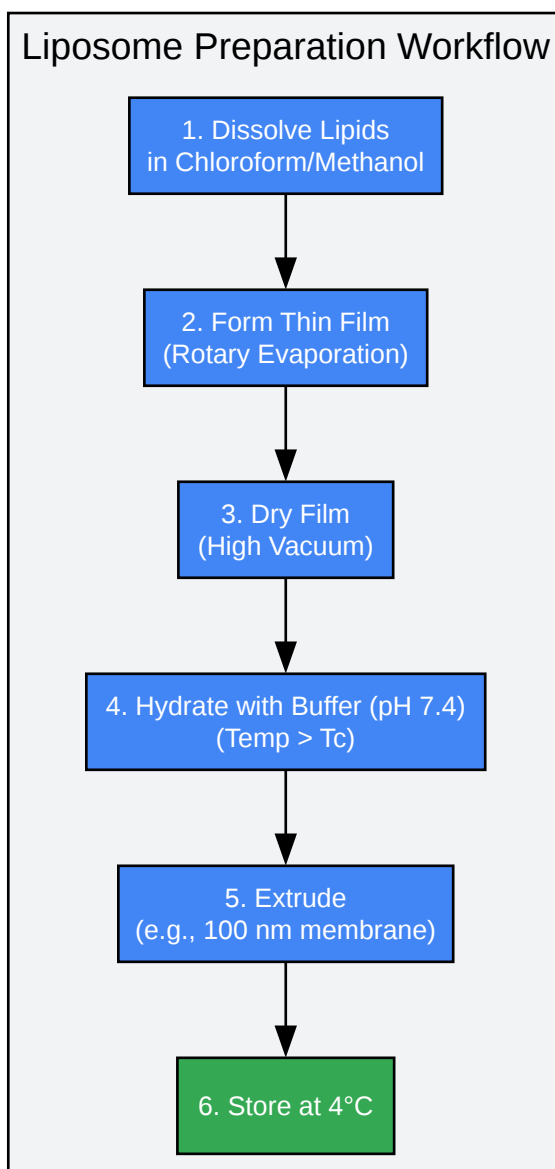 Liposome Preparation Workflow
1. Dissolve Lipids
in Chloroform/Methanol
2. Form Thin Film
(Rotary Evaporation)
3. Dry Film
(High Vacuum)
4. Hydrate with Buffer (pH 7.4)
(Temp > Tc)
5. Extrude
(e.g., 100 nm membrane)
6. Store at 4°C